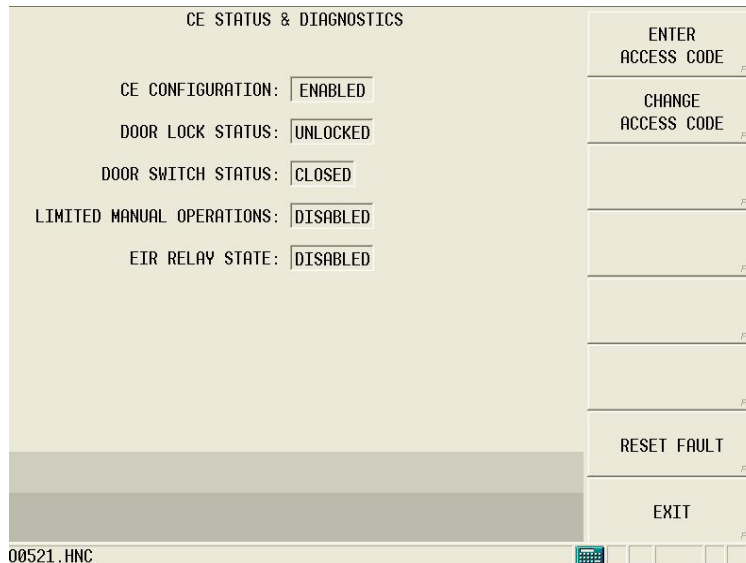 CE STATUS & DIAGNOSTICS
CE CONFIGURATION: ENABLED
DOOR LOCK STATUS: UNLOCKED
DOOR SWITCH STATUS: CLOSED
LIMITED MANUAL OPERATIONS: DISABLED
EIR RELAY STATE: DISABLED
ENTER
ACCESS CODE
CHANGE
ACCESS CODE
RESET FAULT
EXIT
O0521.HNC